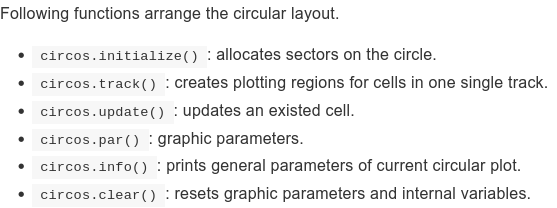 Following functions arrange the circular layout.
• circos.initialize() : allocates sectors on the circle.
• circos.track() : creates plotting regions for cells in one single track.
• circos.update() : updates an existed cell.
• circos.par() : graphic parameters.
• circos.info() : prints general parameters of current circular plot.
• circos.clear() : resets graphic parameters and internal variables.